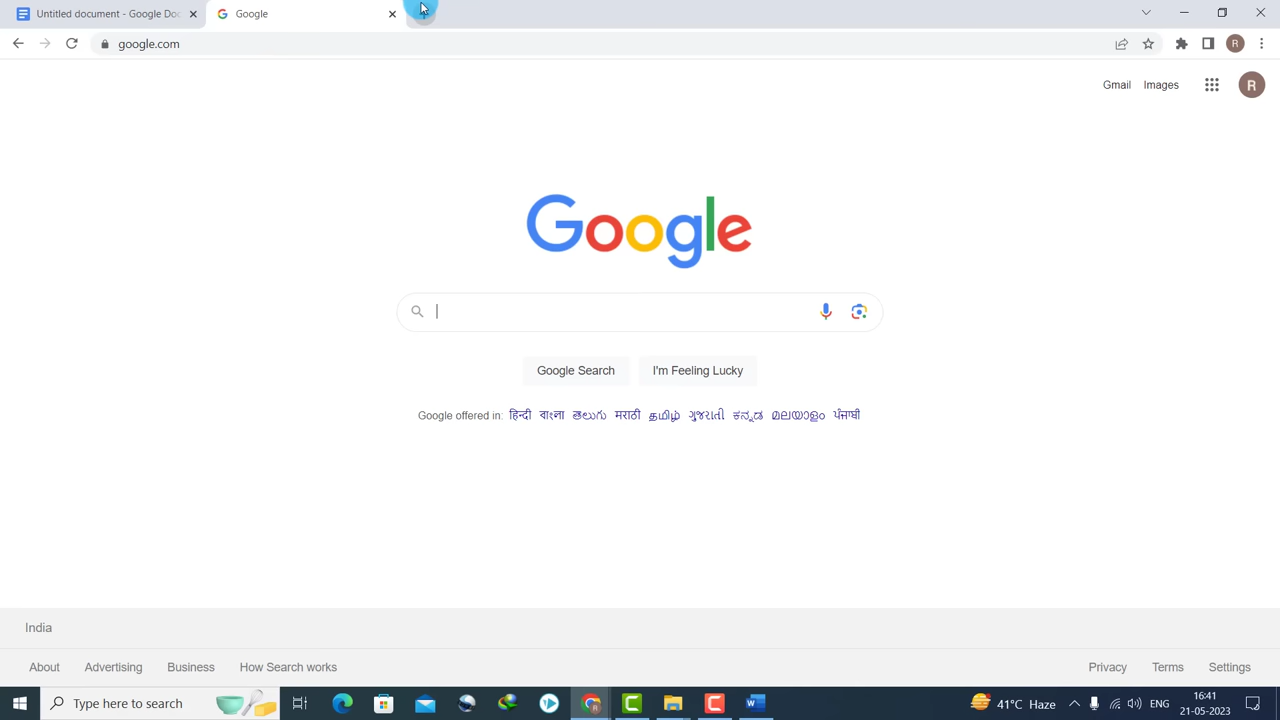 Untitled document - Google Doc
Google
google.com
R
Gmail Images R
Google
Google Search I'm Feeling Lucky
Google offered in: हिन्दी বাংলা తెలుగు मराठी தமிழ் ગુજરાતી ಕನ್ನಡ മലയാളം ਪੰਜਾਬੀ
India
About Advertising Business How Search works Privacy Terms Settings
Type here to search
41°C Haze
ENG
16:41
21-05-2023